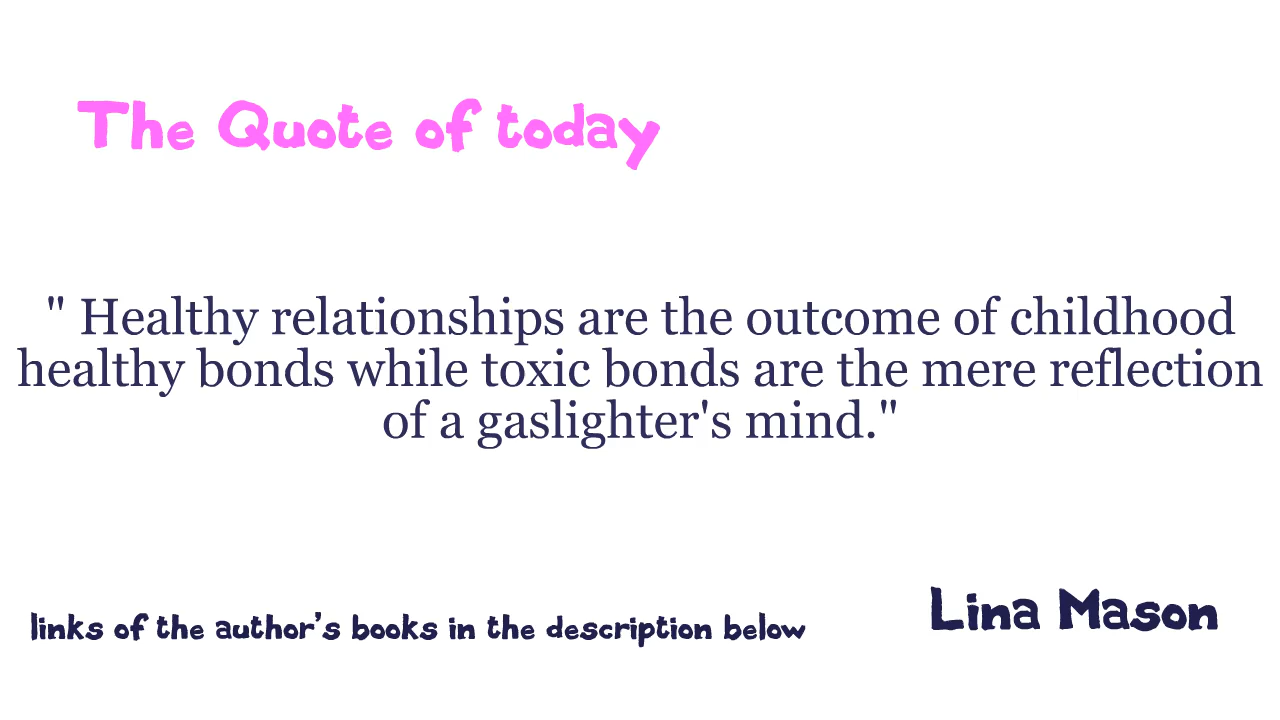 The Quote of today
" Healthy relationships are the outcome of childhood
healthy bonds while toxic bonds are the mere reflection
of a gaslighter's mind."
links of the author's books in the description below
Lina Mason